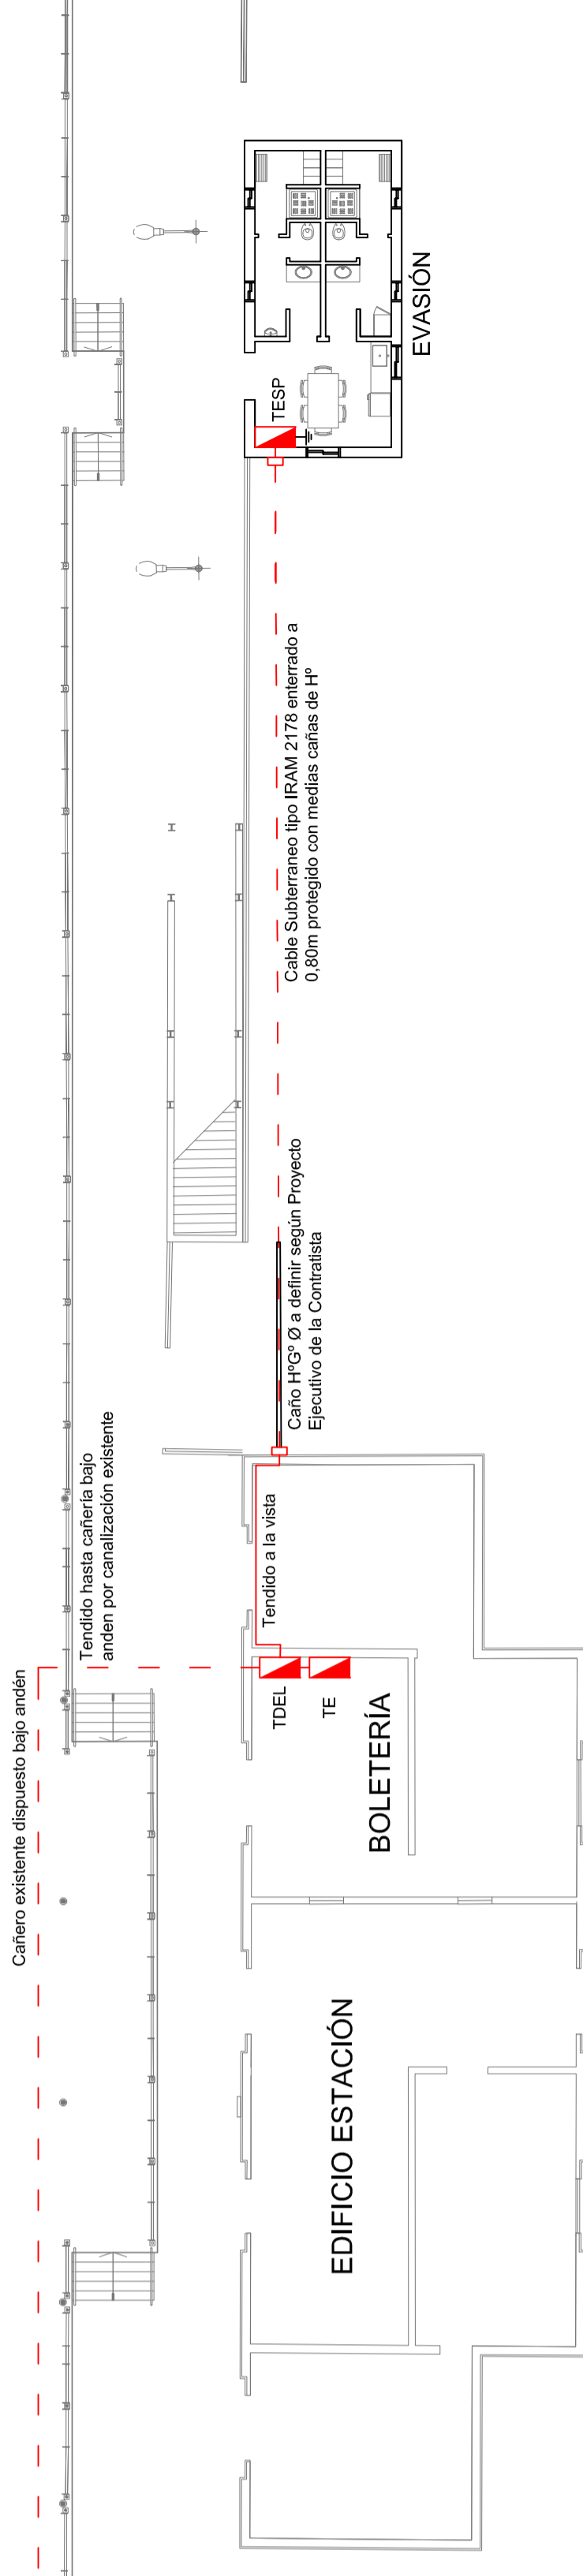 EVASIÓN
TESP
Cable Subterraneo tipo IRAM 2178 enterrado a
0,80m protegido con medias cañas de Hº
Caño HºGº Ø a definir según Proyecto
Ejecutivo de la Contratista
Tendido hasta cañería bajo
anden por canalización existente
Tendido a la vista
Cañero existente dispuesto bajo andén
TDEL
TE
BOLETERÍA
EDIFICIO ESTACIÓN